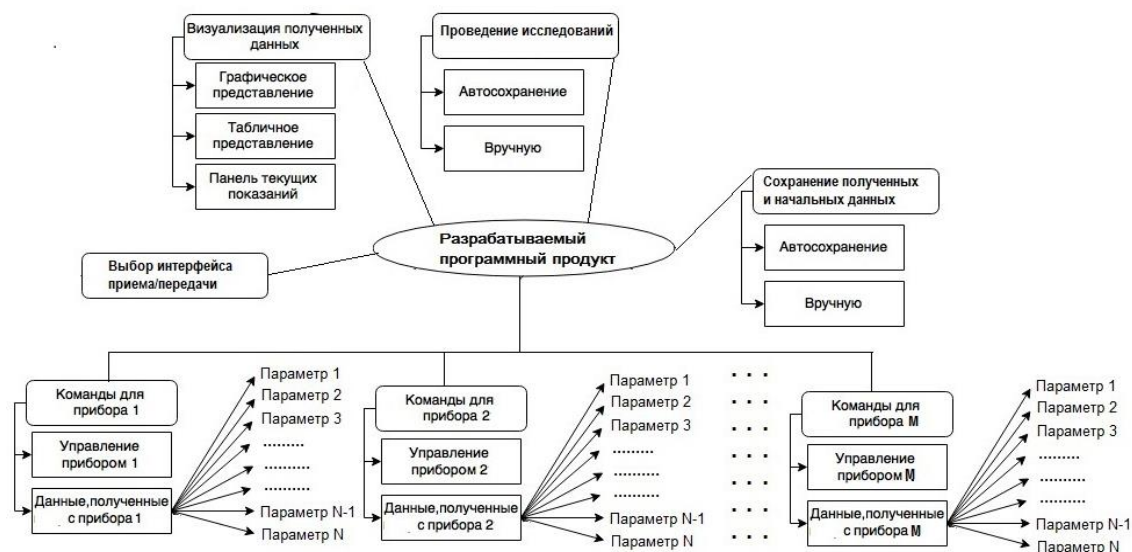 Визуализация полученных
данных
Графическое
представление
Табличное
представление
Панель текущих
показаний
Проведение исследований
Автосохранение
Вручную
Сохранение полученных
и начальных данных
Автосохранение
Вручную
Разрабатываемый
программный продукт
Выбор интерфейса
приема/передачи
Команды для
прибора 1
Управление
прибором 1
Данные,полученные
с прибора 1
Параметр 1
Параметр 2
Параметр 3
.........
.........
.........
Параметр N-1
Параметр N
Команды для
прибора 2
Управление
прибором 2
Данные,полученные
с прибора 2
Параметр 1
Параметр 2
Параметр 3
.........
.........
.........
Параметр N-1
Параметр N
. . .
. . .
. . .
. . .
. . .
. . .
. . .
Команды для
прибора М
Управление
прибором М
Данные,полученные
с прибора М
Параметр 1
Параметр 2
Параметр 3
.........
.........
.........
Параметр N-1
Параметр N